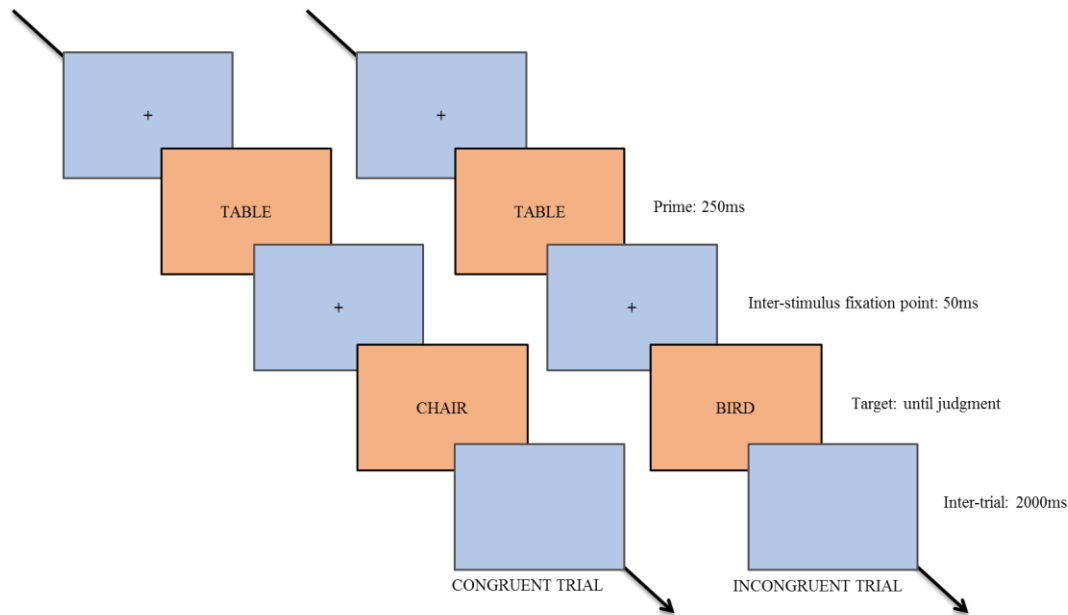 +
+
TABLE
TABLE
Prime: 250ms
+
+
Inter-stimulus fixation point: 50ms
CHAIR
BIRD
Target: until judgment
Inter-trial: 2000ms
CONGRUENT TRIAL
INCONGRUENT TRIAL